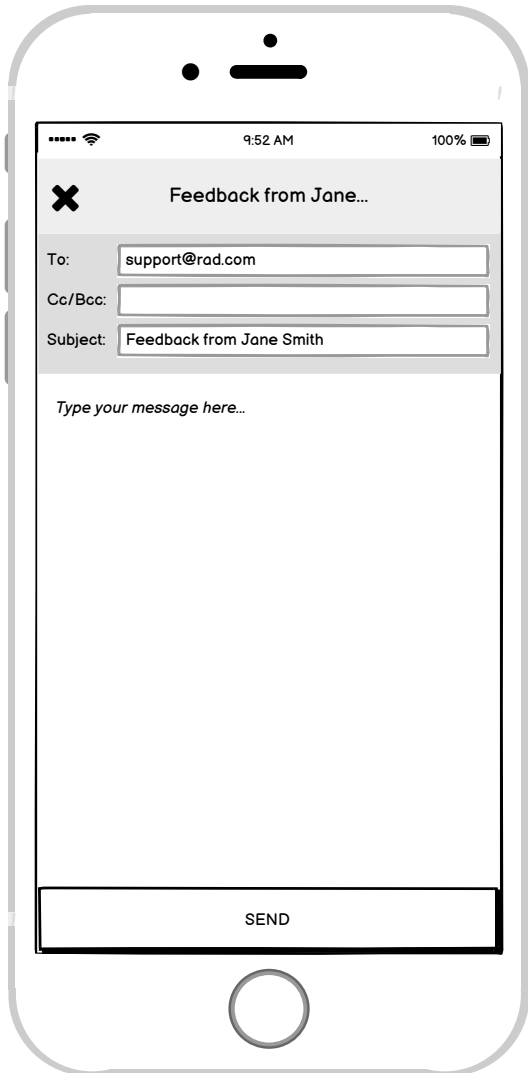 9:52 AM 100%
Feedback from Jane...
To: support@rad.com
Cc/Bcc:
Subject: Feedback from Jane Smith
Type your message here...
SEND